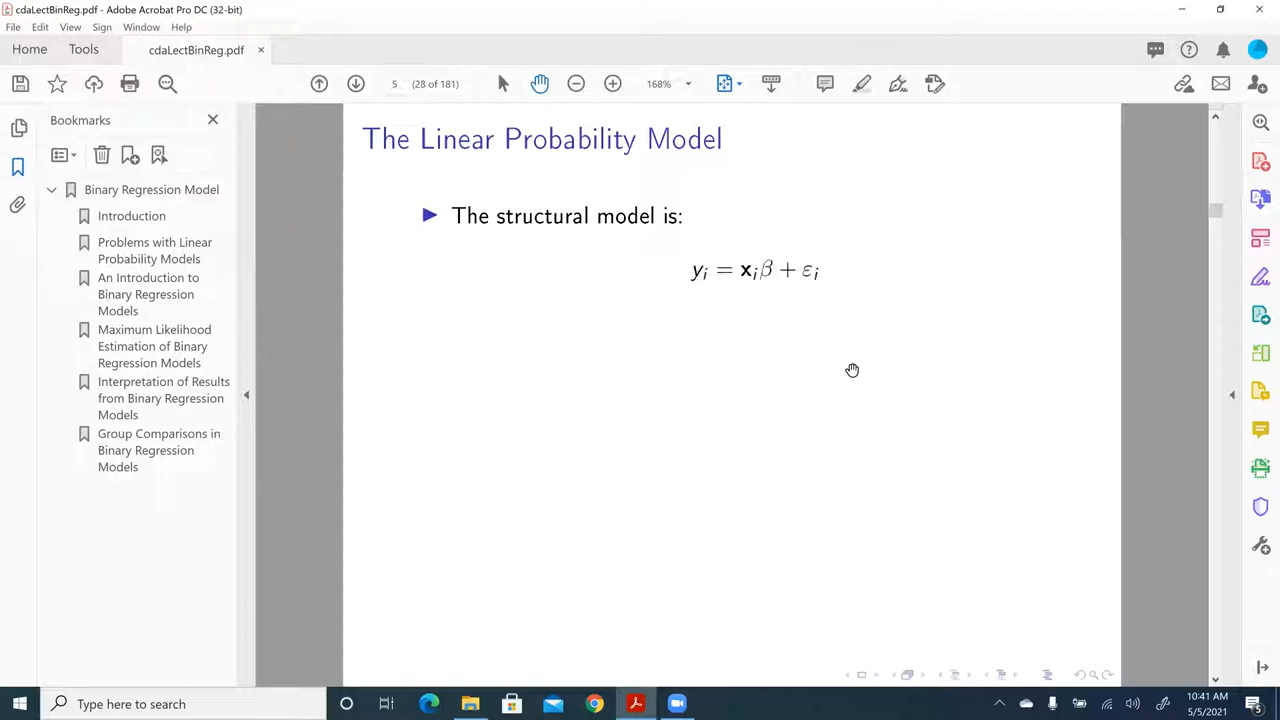 cdaLectBinReg.pdf - Adobe Acrobat Pro DC (32-bit)
File Edit View Sign Window Help
Home Tools cdaLectBinReg.pdf ×
5 (28 of 181) 168%
Bookmarks
Binary Regression Model
Introduction
Problems with Linear
Probability Models
An Introduction to
Binary Regression
Models
Maximum Likelihood
Estimation of Binary
Regression Models
Interpretation of Results
from Binary Regression
Models
Group Comparisons in
Binary Regression
Models
The Linear Probability Model
▶ The structural model is:
yᵢ = xᵢβ + εᵢ
Type here to search
10:41 AM
5/5/2021
5